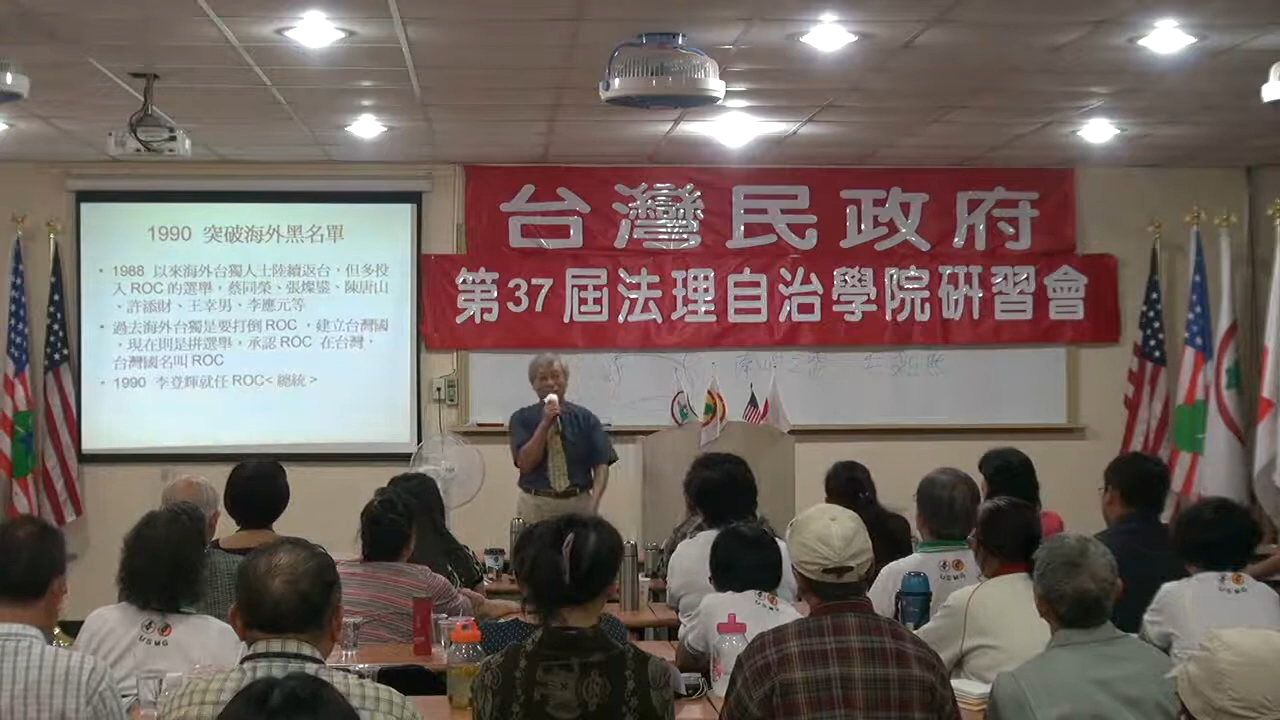 1990 突破海外黑名單
• 1988 以來海外台獨人士陸續返台，但多投
入 ROC 的選舉，蔡同榮、張燦鍙、陳唐山
、許添財、王幸男、李應元等
• 過去海外台獨是要打倒 ROC ，建立台灣國
，現在則是拼選舉，承認 ROC 在台灣，
台灣國名叫 ROC
• 1990 李登輝就任 ROC< 總統 >
台灣民政府
第37屆法理自治學院研習會
USMG
USMG
USMG
USMG